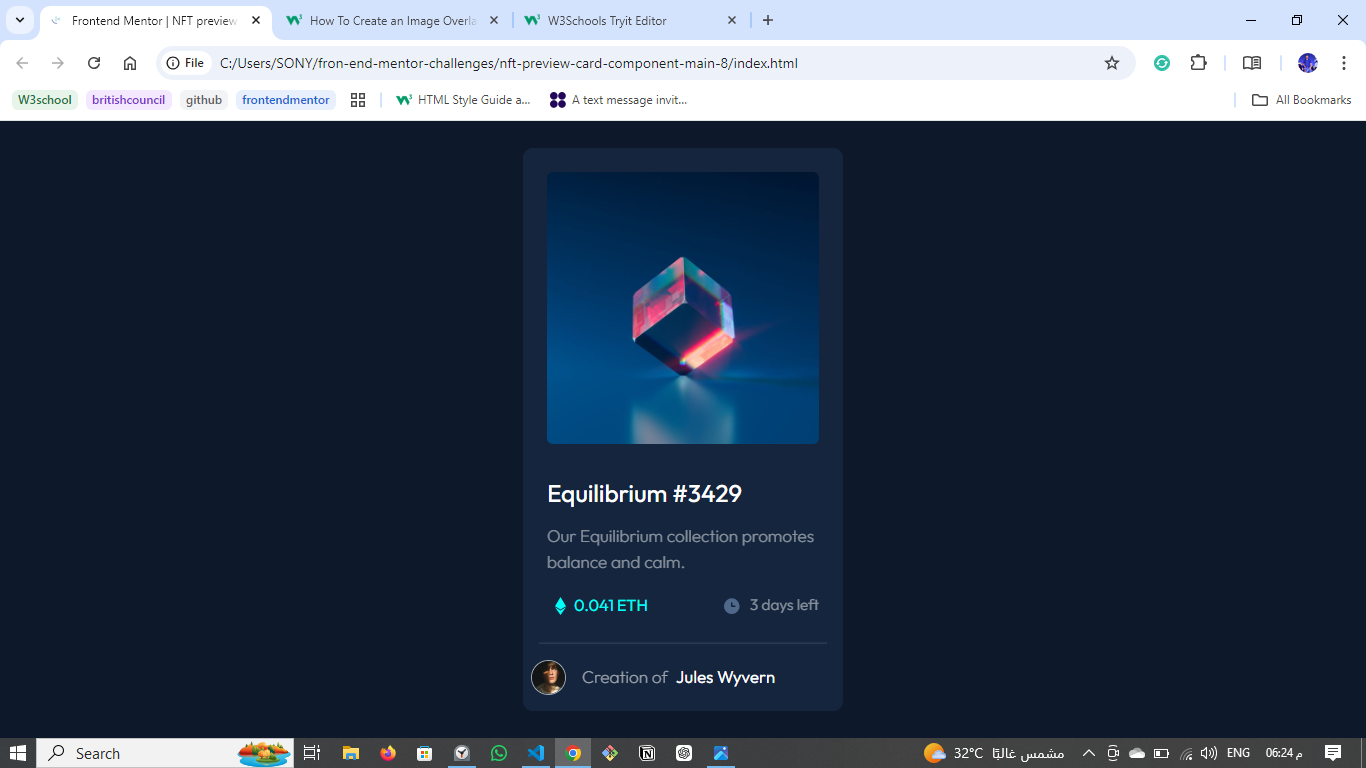 Frontend Mentor | NFT preview
How To Create an Image Overla
W3Schools Tryit Editor
File
C:/Users/SONY/fron-end-mentor-challenges/nft-preview-card-component-main-8/index.html
W3school
britishcouncil
github
frontendmentor
HTML Style Guide a...
A text message invit...
All Bookmarks
Equilibrium #3429
Our Equilibrium collection promotes
balance and calm.
0.041 ETH
3 days left
Creation of Jules Wyvern
Search
32°C مشمس غالبًا
ENG
06:24 م